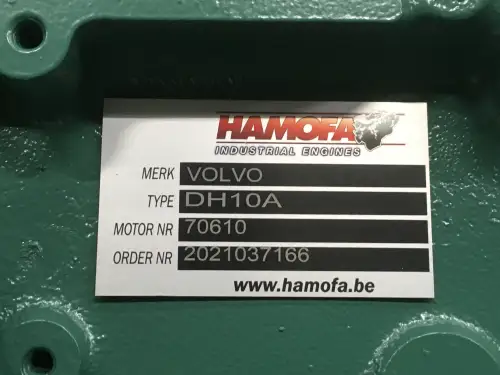 HAMOFA
INDUSTRIAL ENGINES
MERK VOLVO
TYPE DH10A
MOTOR NR 70610
ORDER NR 2021037166
www.hamofa.be